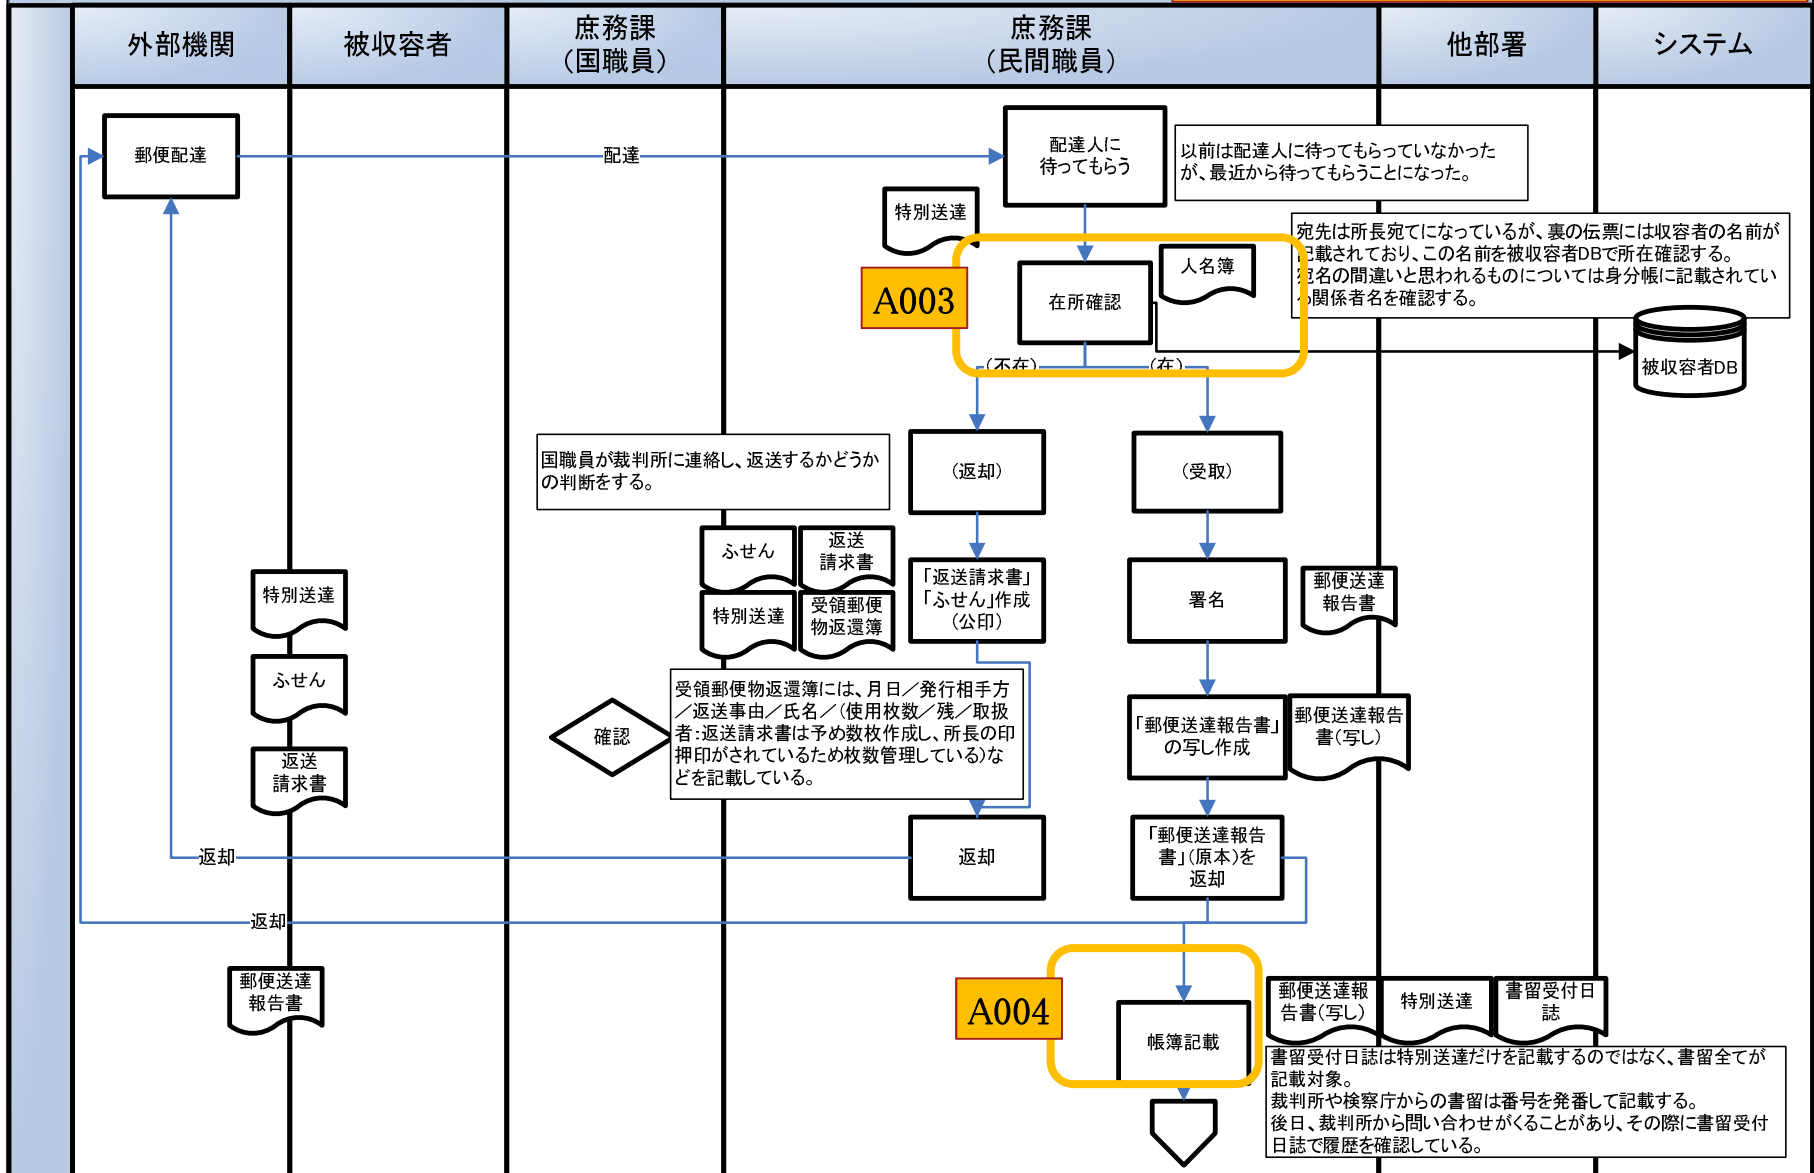 外部機関
被収容者
庶務課
（国職員）
庶務課
（民間職員）
他部署
システム
郵便配達
配達
配達人に
待ってもらう
以前は配達人に待ってもらっていなかった
が、最近から待ってもらうことになった。
特別送達
宛先は所長宛てになっているが、裏の伝票には収容者の名前が
記載されており、この名前を被収容者DBで所在確認する。
宛名の間違いと思われるものについては身分帳に記載されてい
る関係者名を確認する。
人名簿
A003
在所確認
（不在）
（在）
被収容者DB
国職員が裁判所に連絡し、返送するかどうか
の判断をする。
（返却）
（受取）
ふせん
返送
請求書
特別送達
受領郵便
物返還簿
「返送請求書」
「ふせん」作成
（公印）
署名
郵便送達
報告書
特別送達
ふせん
返送
請求書
確認
受領郵便物返還簿には、月日／発行相手方
／返送事由／氏名／（使用枚数／残／取扱
者：返送請求書は予め数枚作成し、所長の印
押印がされているため枚数管理している）な
どを記載している。
「郵便送達報告書」
の写し作成
郵便送達報告
書（写し）
返却
返却
「郵便送達報告
書」（原本）を
返却
返却
郵便送達
報告書
A004
帳簿記載
郵便送達報
告書（写し）
特別送達
書留受付日
誌
書留受付日誌は特別送達だけを記載するのではなく、書留全てが
記載対象。
裁判所や検察庁からの書留は番号を発番して記載する。
後日、裁判所から問い合わせがくることがあり、その際に書留受付
日誌で履歴を確認している。